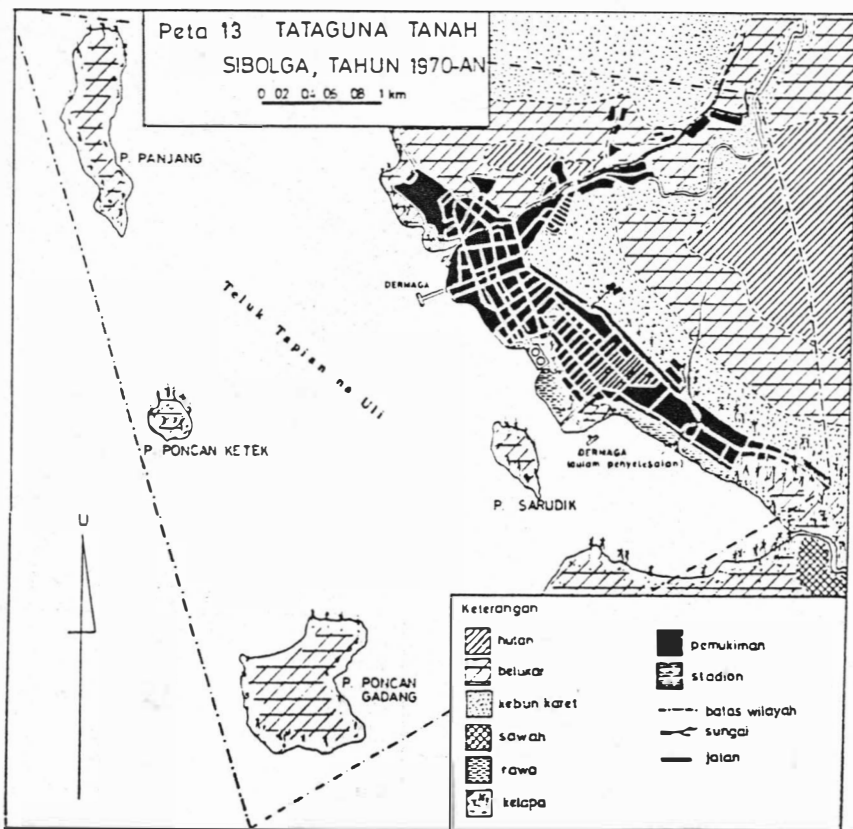 Peta 13 TATAGUNA TANAH
SIBOLGA, TAHUN 1970-AN
0 02 04 06 08 1 km
P. PANJANG
DERMAGA
Teluk Tapian na Uli
P. PONCAN KETEK
DERMAGA
(dalam penyelesaian)
P. SARUDIK
U
P. PONCAN
GADANG
Keterangan
hutan
belukar
kebun karet
sawah
rawa
kelapa
pemukiman
stadion
batas wilayah
sungai
jalan